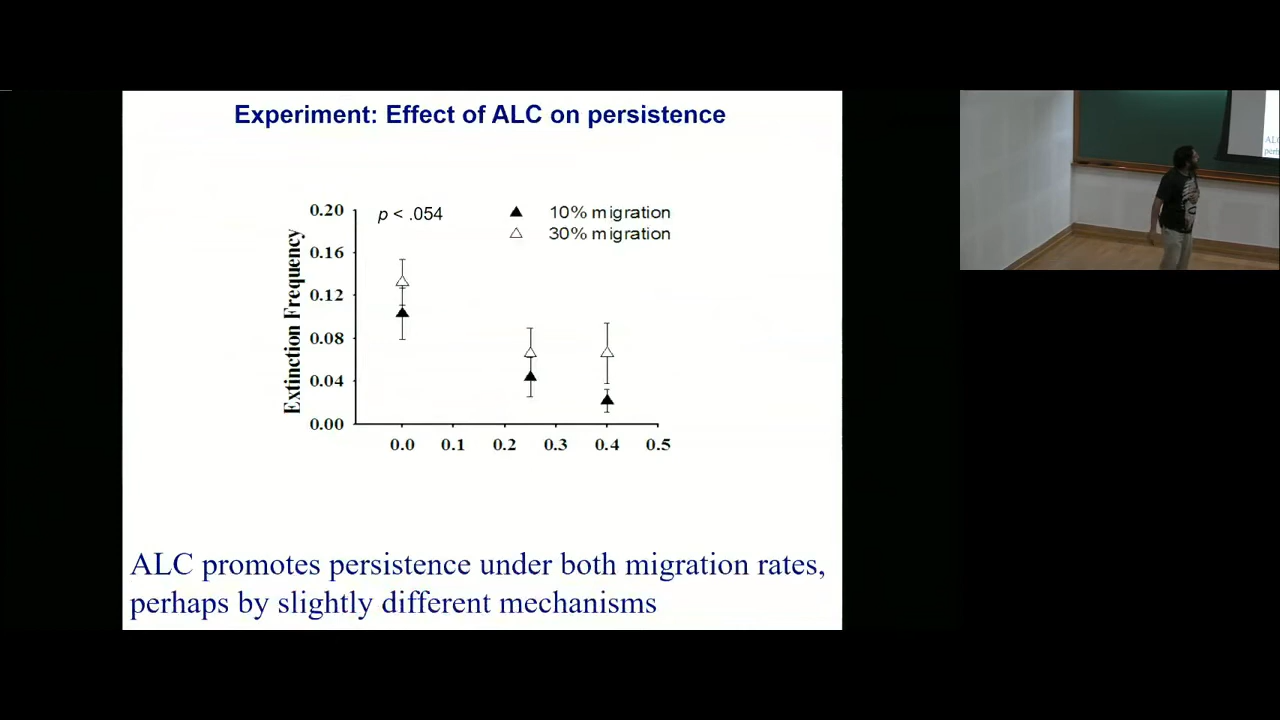 Experiment: Effect of ALC on persistence
p < .054
10% migration
30% migration
Extinction Frequency
0.20
0.16
0.12
0.08
0.04
0.00
0.0 0.1 0.2 0.3 0.4 0.5
ALC promotes persistence under both migration rates,
perhaps by slightly different mechanisms